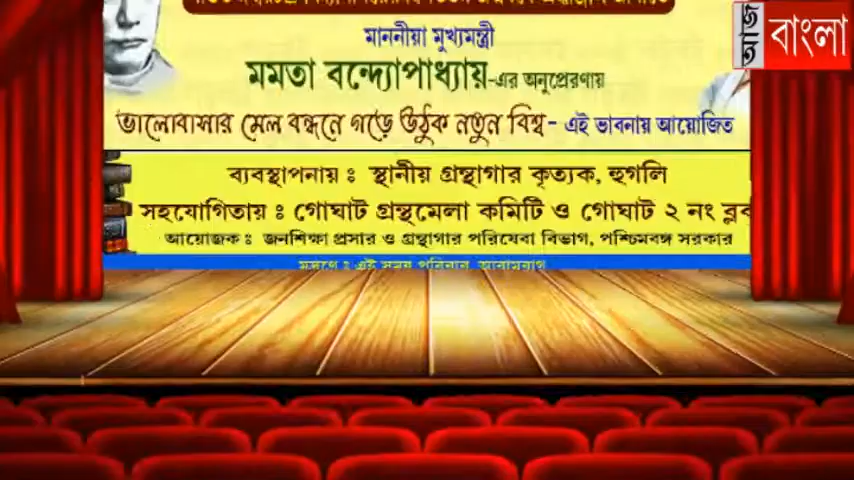 মাননীয়া মুখ্যমন্ত্রী
মমতা বন্দ্যোপাধ্যায়-এর অনুপ্রেরণায়
ভালোবাসার মেল বন্ধনে গড়ে উঠুক নতুন বিশ্ব - এই ভাবনায় আয়োজিত
ব্যবস্থাপনায় ঃ স্থানীয় গ্রন্থাগার কৃত্যক, হুগলি
সহযোগিতায় ঃ গোঘাট গ্রন্থমেলা কমিটি ও গোঘাট ২ নং ব্লক
আয়োজক ঃ জনশিক্ষা প্রসার ও গ্রন্থাগার পরিষেবা বিভাগ, পশ্চিমবঙ্গ সরকার
আজ বাংলা